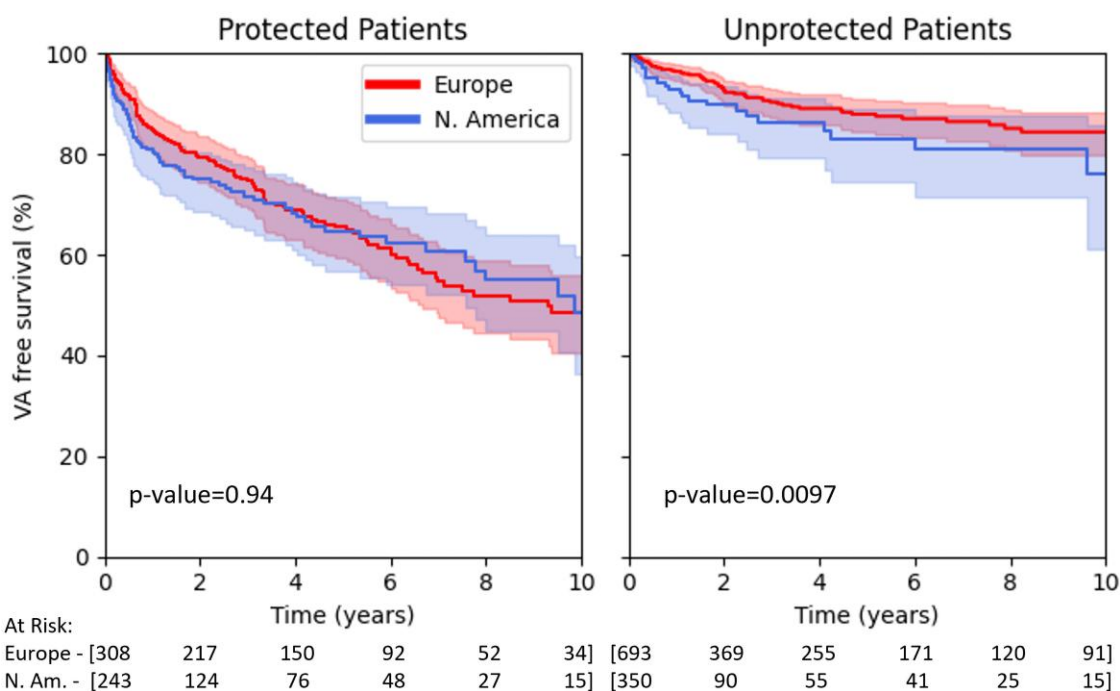 Protected Patients
Unprotected Patients
Europe
N. America
VA free survival (%)
100
80
60
40
20
0
p-value=0.94
p-value=0.0097
0 2 4 6 8 10
0 2 4 6 8 10
Time (years)
Time (years)
At Risk:
Europe - [308 217 150 92 52 34] [693 369 255 171 120 91]
N. Am. - [243 124 76 48 27 15] [350 90 55 41 25 15]